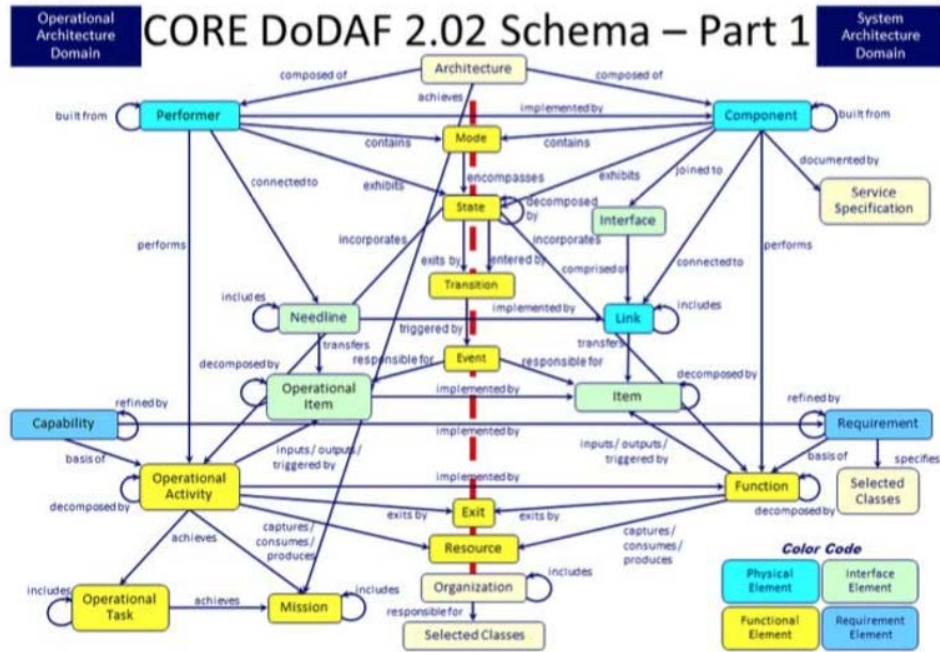 Operational
Architecture
Domain
CORE DoDAF 2.02 Schema – Part 1
System
Architecture
Domain
Architecture
composed of
composed of
achieves
built from
Performer
implemented by
Component
built from
contains
Mode
contains
documented by
connected to
exhibits
encompasses
exhibits
joined to
Service
Specification
State
decomposed
by
Interface
performs
incorporates
incorporates
performs
exits by
entered by
comprised of
connected to
Transition
includes
implemented by
includes
Needline
triggered by
Link
transfers
transfers
decomposed by
responsible for
Event
responsible for
decomposed by
Operational
Item
implemented by
Item
refined by
refined by
Capability
implemented by
Requirement
basis of
inputs / outputs /
triggered by
inputs / outputs /
triggered by
basis of
specifies
Operational
Activity
implemented by
Function
Selected
Classes
decomposed by
exits by
Exit
exits by
decomposed by
achieves
captures /
consumes /
produces
Resource
captures /
consumes /
produces
Color Code
includes
Operational
Task
achieves
Mission
includes
Organization
includes
responsible for
Selected Classes
Physical
Element
Interface
Element
Functional
Element
Requirement
Element